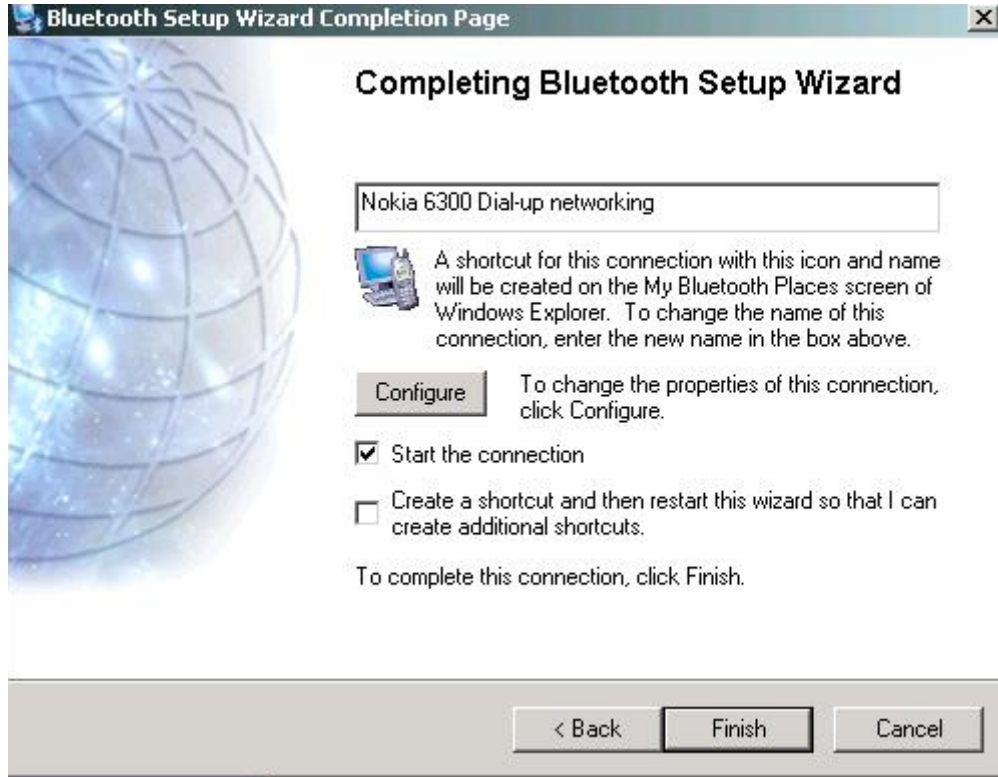 Bluetooth Setup Wizard Completion Page
Completing Bluetooth Setup Wizard
Nokia 6300 Dial-up networking
A shortcut for this connection with this icon and name
will be created on the My Bluetooth Places screen of
Windows Explorer.  To change the name of this
connection, enter the new name in the box above.
Configure
To change the properties of this connection,
click Configure.
Start the connection
Create a shortcut and then restart this wizard so that I can
create additional shortcuts.
To complete this connection, click Finish.
< Back
Finish
Cancel